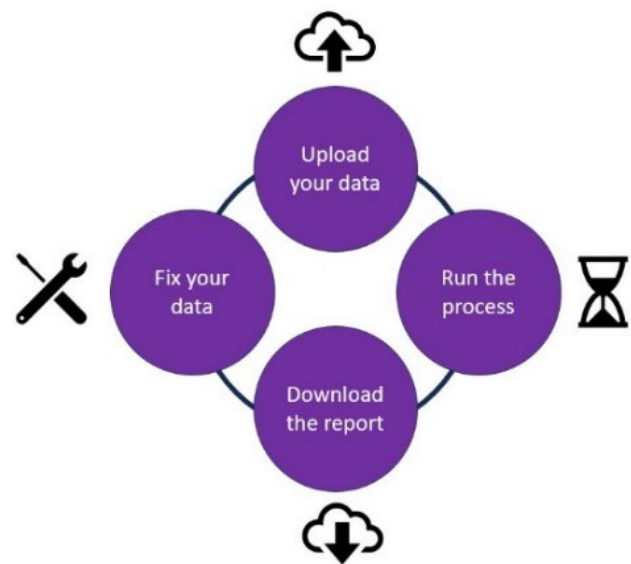 Upload
your data
Fix your
data
Run the
process
Download
the report